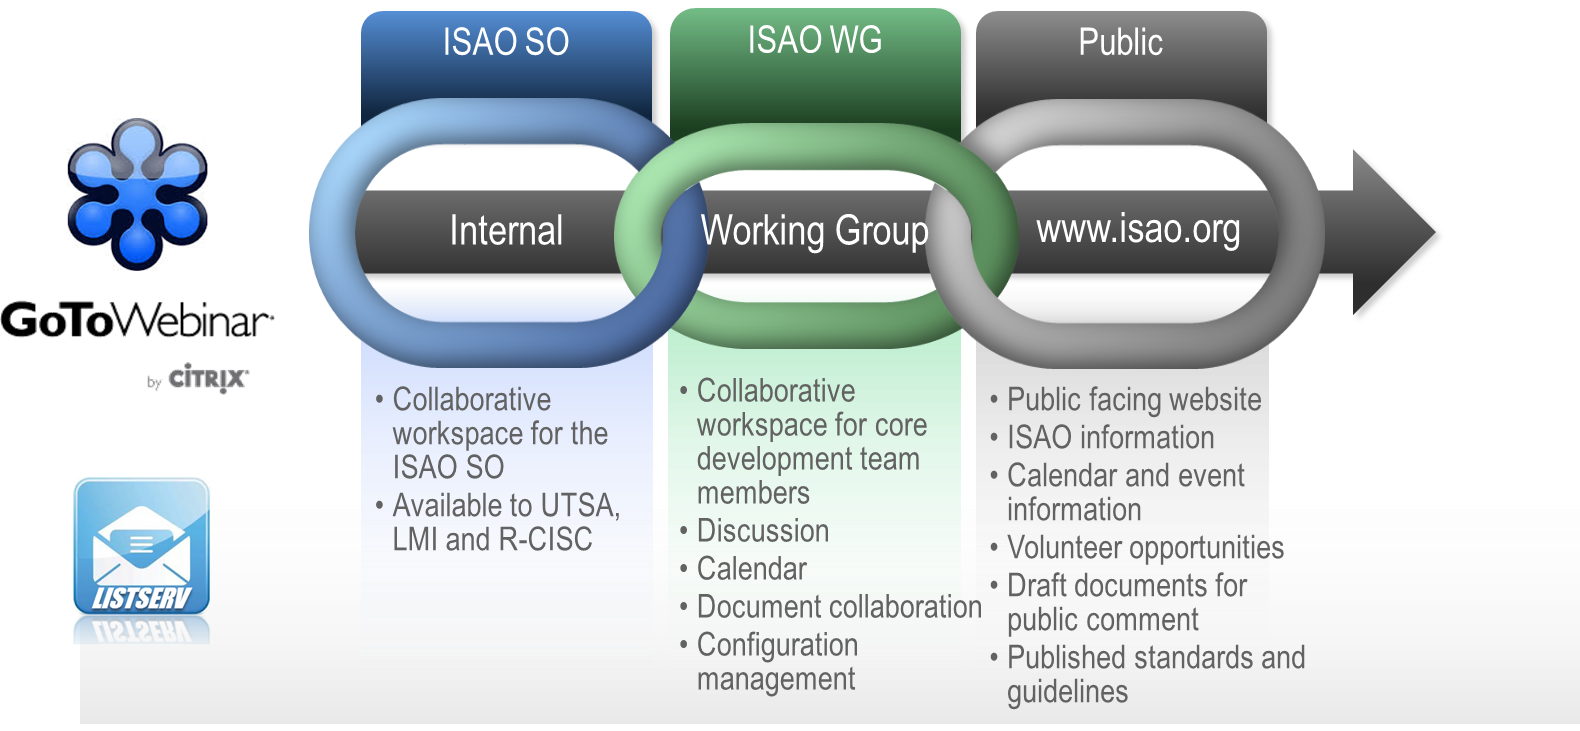 ISAO SO
ISAO WG
Public
Internal
Working Group
www.isao.org
GoToWebinar
by CİTRIX
LISTSERV
• Collaborative
workspace for the
ISAO SO
• Available to UTSA,
LMI and R-CISC
• Collaborative
workspace for core
development team
members
• Discussion
• Calendar
• Document collaboration
• Configuration
management
• Public facing website
• ISAO information
• Calendar and event
information
• Volunteer opportunities
• Draft documents for
public comment
• Published standards and
guidelines